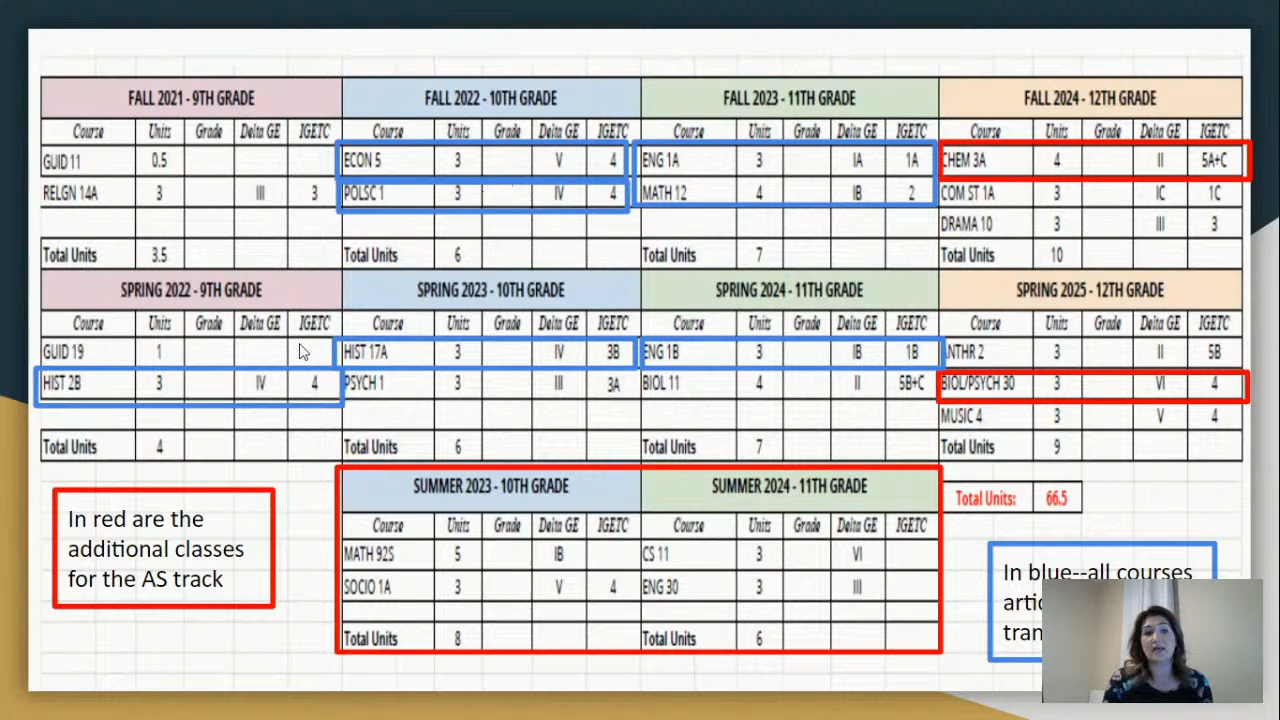 FALL 2021 - 9TH GRADE FALL 2022 - 10TH GRADE FALL 2023 - 11TH GRADE FALL 2024 - 12TH GRADE
Course Units Grade Delta GE IGETC Course Units Grade Delta GE IGETC Course Units Grade Delta GE IGETC Course Units Grade Delta GE IGETC
GUID 11 0.5 ECON 5 3 V 4 ENG 1A 3 IA 1A CHEM 3A 4 II 5A+C
RELGN 14A 3 III 3 POLSC 1 3 IV 4 MATH 12 4 IB 2 COM ST 1A 3 IC 1C
DRAMA 10 3 III 3
Total Units 3.5 Total Units 6 Total Units 7 Total Units 10
SPRING 2022 - 9TH GRADE SPRING 2023 - 10TH GRADE SPRING 2024 - 11TH GRADE SPRING 2025 - 12TH GRADE
Course Units Grade Delta GE IGETC Course Units Grade Delta GE IGETC Course Units Grade Delta GE IGETC Course Units Grade Delta GE IGETC
GUID 19 1 HIST 17A 3 IV 3B ENG 1B 3 IB 1B ANTHR 2 3 II 5B
HIST 2B 3 IV 4 PSYCH 1 3 III 3A BIOL 11 4 II 5B+C BIOL/PSYCH 30 3 VI 4
MUSIC 4 3 V 4
Total Units 4 Total Units 6 Total Units 7 Total Units 9
SUMMER 2023 - 10TH GRADE SUMMER 2024 - 11TH GRADE
Total Units: 66.5
Course Units Grade Delta GE IGETC Course Units Grade Delta GE IGETC
MATH 92S 5 IB CS 11 3 VI
SOCIO 1A 3 V 4 ENG 30 3 III
Total Units 8 Total Units 6
In red are the
additional classes
for the AS track
In blue--all courses